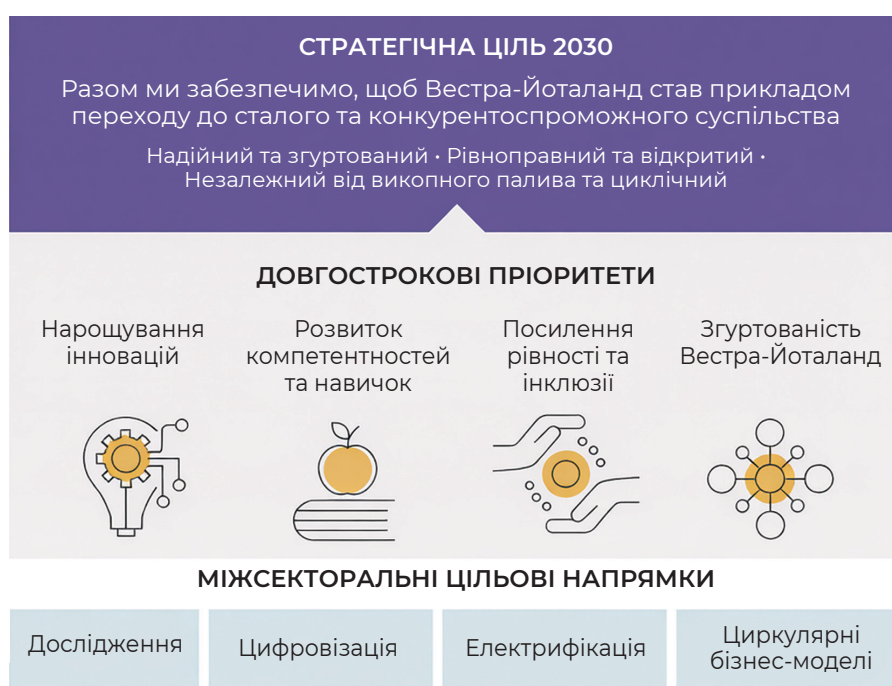 СТРАТЕГІЧНА ЦІЛЬ 2030
Разом ми забезпечимо, щоб Вестра-Йоталанд став прикладом
переходу до сталого та конкурентоспроможного суспільства
Надійний та згуртований • Рівноправний та відкритий •
Незалежний від викопного палива та циклічний
ДОВГОСТРОКОВІ ПРІОРИТЕТИ
Нарощування
інновацій
Розвиток
компетентностей
та навичок
Посилення
рівності та
інклюзії
Згуртованість
Вестра-Йоталанд
МІЖСЕКТОРАЛЬНІ ЦІЛЬОВІ НАПРЯМКИ
Дослідження
Цифровізація
Електрифікація
Циркулярні
бізнес-моделі